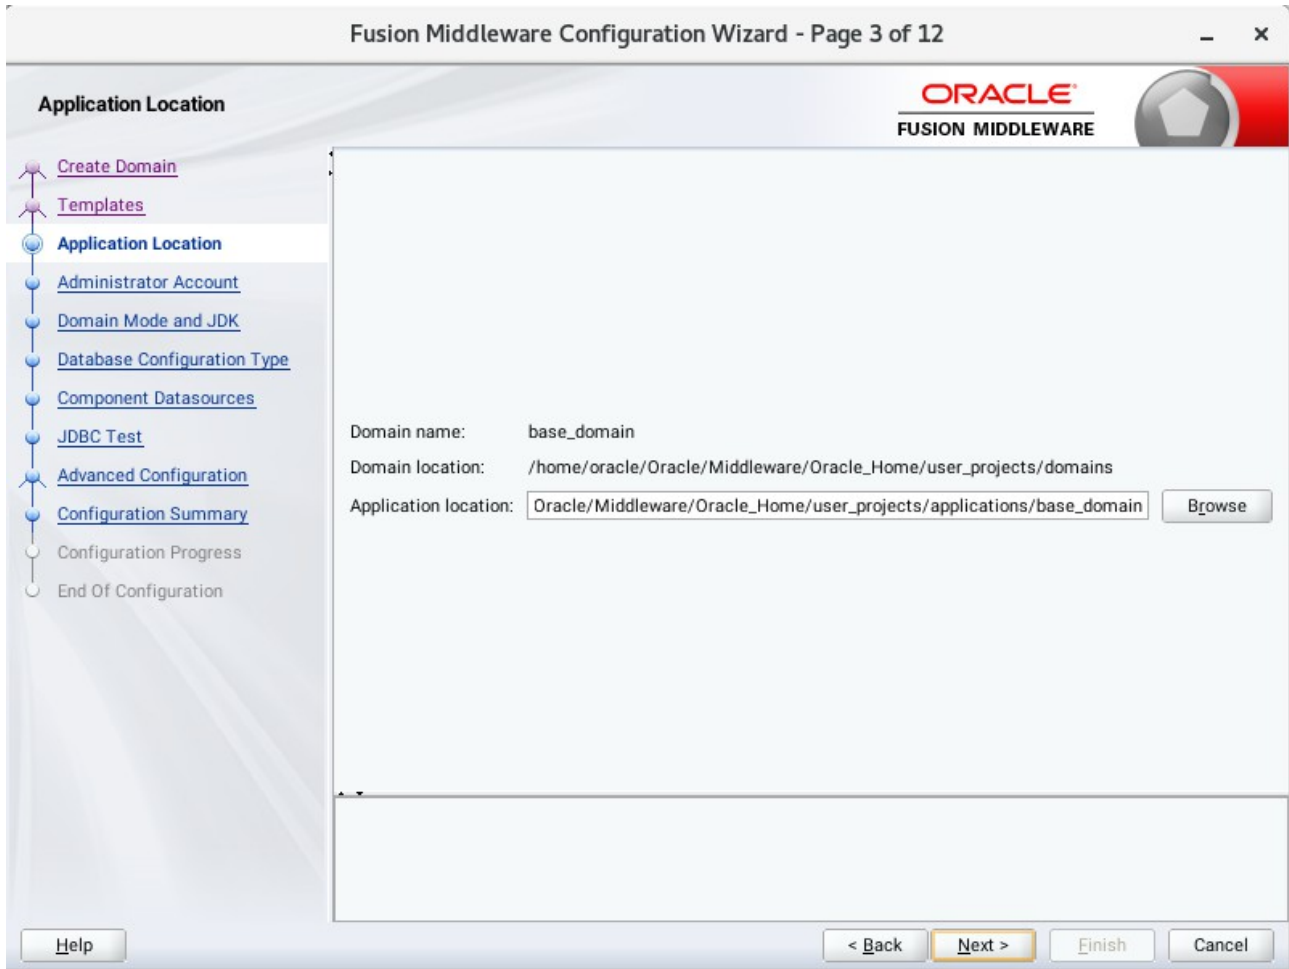 Fusion Middleware Configuration Wizard - Page 3 of 12
Application Location
ORACLE
FUSION MIDDLEWARE
Create Domain
Templates
Application Location
Administrator Account
Domain Mode and JDK
Database Configuration Type
Component Datasources
JDBC Test
Advanced Configuration
Configuration Summary
Configuration Progress
End Of Configuration
Domain name: base_domain
Domain location: /home/oracle/Oracle/Middleware/Oracle_Home/user_projects/domains
Application location: Oracle/Middleware/Oracle_Home/user_projects/applications/base_domain Browse
Help < Back Next > Finish Cancel